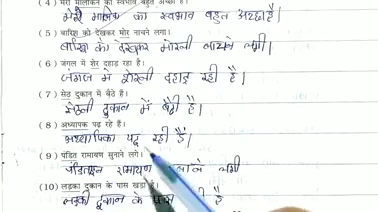 (4) मेरी मालकिन का स्वभाव बहुत अच्छा है।
मेरे मालिक का स्वभाव बहुत अच्छा है।
(5) बारिश को देखकर मोर नाचने लगा।
को देखकर मोरनी नाचने लगी।
(6) जंगल में शेर दहाड़ रहा है।
जंगल में शेरनी दहाड़ रही है।
(7) सेठ दुकान में बैठे है।
सेठानी दुकान में बैठी है।
(8) अध्यापक पढ़ रहे है।
अध्यापिका पढ़ रही है।
(9) पंडित रामायण सुनाने लगे।
रामायण लगी
(10) लड़का दुकान के पास खड़ा
लड़की दुकान के पास है